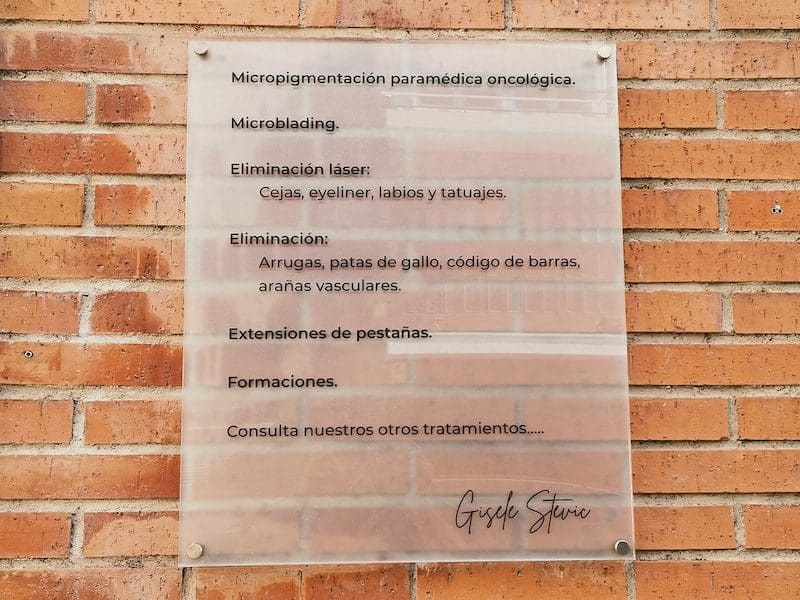 Micropigmentación paramédica oncológica.
Microblading.
Eliminación láser:
Cejas, eyeliner, labios y tatuajes.
Eliminación:
Arrugas, patas de gallo, código de barras,
arañas vasculares.
Extensiones de pestañas.
Formaciones.
Consulta nuestros otros tratamientos.....
Gisele Stevic